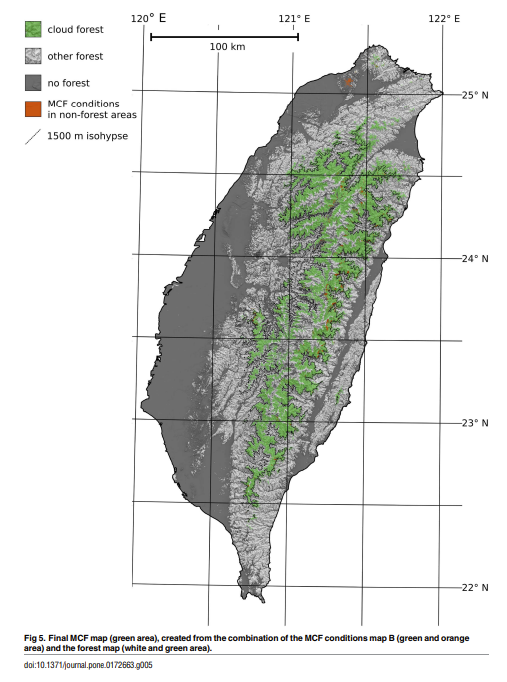 120° E
121° E
122° E
cloud forest
100 km
other forest
no forest
MCF conditions
in non-forest areas
1500 m isohypse
25° N
24° N
23° N
22° N
Fig 5. Final MCF map (green area), created from the combination of the MCF conditions map B (green and orange
area) and the forest map (white and green area).
doi:10.1371/journal.pone.0172663.g005